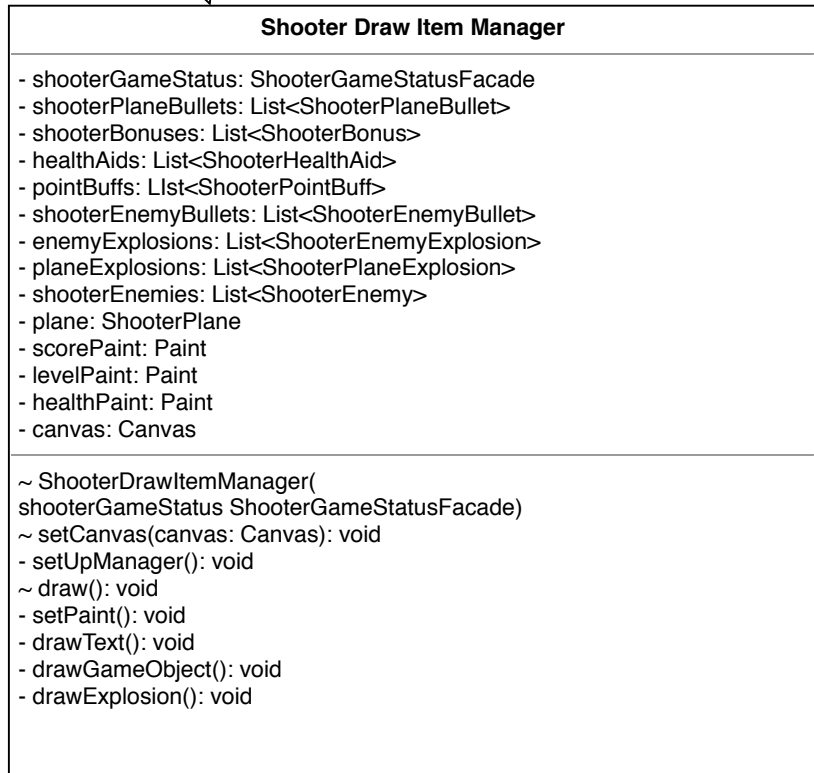 Shooter Draw Item Manager
- shooterGameStatus: ShooterGameStatusFacade
- shooterPlaneBullets: List<ShooterPlaneBullet>
- shooterBonuses: List<ShooterBonus>
- healthAids: List<ShooterHealthAid>
- pointBuffs: LIst<ShooterPointBuff>
- shooterEnemyBullets: List<ShooterEnemyBullet>
- enemyExplosions: List<ShooterEnemyExplosion>
- planeExplosions: List<ShooterPlaneExplosion>
- shooterEnemies: List<ShooterEnemy>
- plane: ShooterPlane
- scorePaint: Paint
- levelPaint: Paint
- healthPaint: Paint
- canvas: Canvas
~ ShooterDrawItemManager(
shooterGameStatus ShooterGameStatusFacade)
~ setCanvas(canvas: Canvas): void
- setUpManager(): void
~ draw(): void
- setPaint(): void
- drawText(): void
- drawGameObject(): void
- drawExplosion(): void